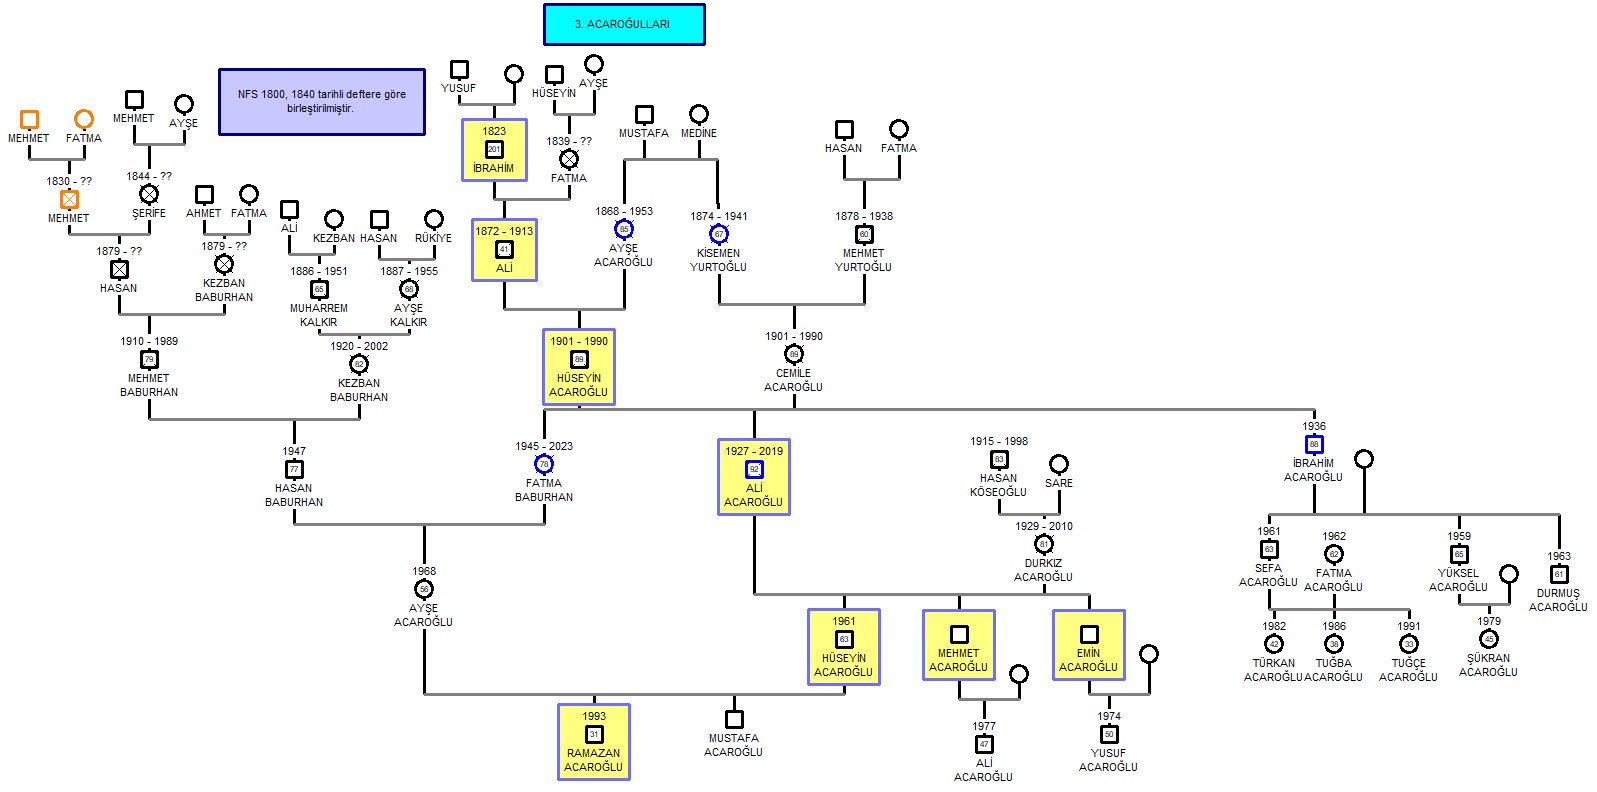 3. ACAROĞULLARI
NFS 1800, 1840 tarihli deftere göre
birleştirilmiştir.
YUSUF
HÜSEYİN
AYŞE
MEHMET
FATMA
MEHMET
AYŞE
1823
201
İBRAHİM
1839 - ??
FATMA
MUSTAFA
MEDİNE
HASAN
FATMA
1830 - ??
MEHMET
1844 - ??
ŞERİFE
AHMET
FATMA
ALİ
KEZBAN
HASAN
RÜKİYE
1872 - 1913
41
ALİ
1868 - 1953
85
AYŞE
ACAROĞLU
1874 - 1941
67
KİSEMEN
YURTOĞLU
1878 - 1938
60
MEHMET
YURTOĞLU
1879 - ??
HASAN
1879 - ??
KEZBAN
BABURHAN
1886 - 1951
65
MUHARREM
KALKIR
1887 - 1955
68
AYŞE
KALKIR
1910 - 1989
79
MEHMET
BABURHAN
1920 - 2002
82
KEZBAN
BABURHAN
1901 - 1990
89
HÜSEYİN
ACAROĞLU
1901 - 1990
89
CEMİLE
ACAROĞLU
1947
77
HASAN
BABURHAN
1945 - 2023
78
FATMA
BABURHAN
1927 - 2019
92
ALİ
ACAROĞLU
1915 - 1998
83
HASAN
KÖSEOĞLU
SARE
1936
88
İBRAHİM
ACAROĞLU
1929 - 2010
81
DURKIZ
ACAROĞLU
1961
63
SEFA
ACAROĞLU
1962
62
FATMA
ACAROĞLU
1959
65
YÜKSEL
ACAROĞLU
1963
61
DURMUŞ
ACAROĞLU
1968
56
AYŞE
ACAROĞLU
1961
63
HÜSEYİN
ACAROĞLU
MEHMET
ACAROĞLU
EMİN
ACAROĞLU
1982
42
TÜRKAN
ACAROĞLU
1986
38
TUĞBA
ACAROĞLU
1991
33
TUĞÇE
ACAROĞLU
1979
45
ŞÜKRAN
ACAROĞLU
1993
31
RAMAZAN
ACAROĞLU
MUSTAFA
ACAROĞLU
1977
47
ALİ
ACAROĞLU
1974
50
YUSUF
ACAROĞLU